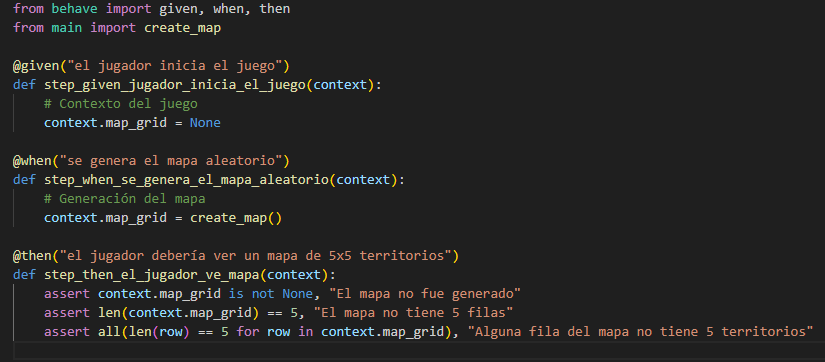 from behave import given, when, then
from main import create_map

@given("el jugador inicia el juego")
def step_given_jugador_inicia_el_juego(context):
    # Contexto del juego
    context.map_grid = None

@when("se genera el mapa aleatorio")
def step_when_se_genera_el_mapa_aleatorio(context):
    # Generación del mapa
    context.map_grid = create_map()

@then("el jugador debería ver un mapa de 5x5 territorios")
def step_then_el_jugador_ve_mapa(context):
    assert context.map_grid is not None, "El mapa no fue generado"
    assert len(context.map_grid) == 5, "El mapa no tiene 5 filas"
    assert all(len(row) == 5 for row in context.map_grid), "Alguna fila del mapa no tiene 5 territorios"